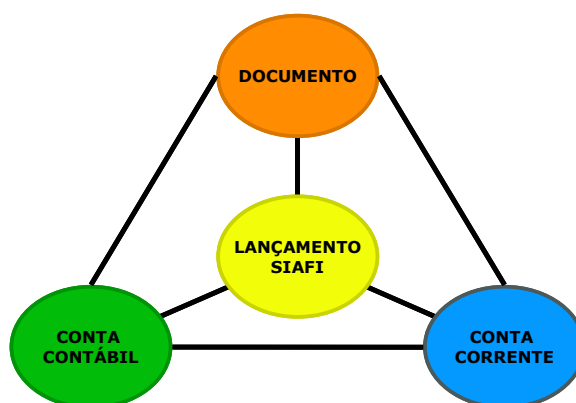 DOCUMENTO
LANÇAMENTO
SIAFI
CONTA
CONTÁBIL
CONTA
CORRENTE